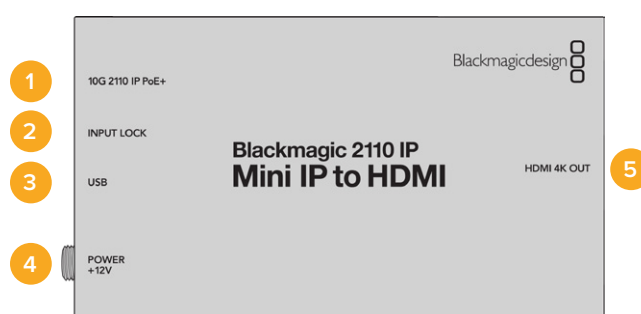 Blackmagicdesign
1
10G 2110 IP PoE+
2
INPUT LOCK
Blackmagic 2110 IP
Mini IP to HDMI
3
USB
HDMI 4K OUT
5
4
POWER
+12V